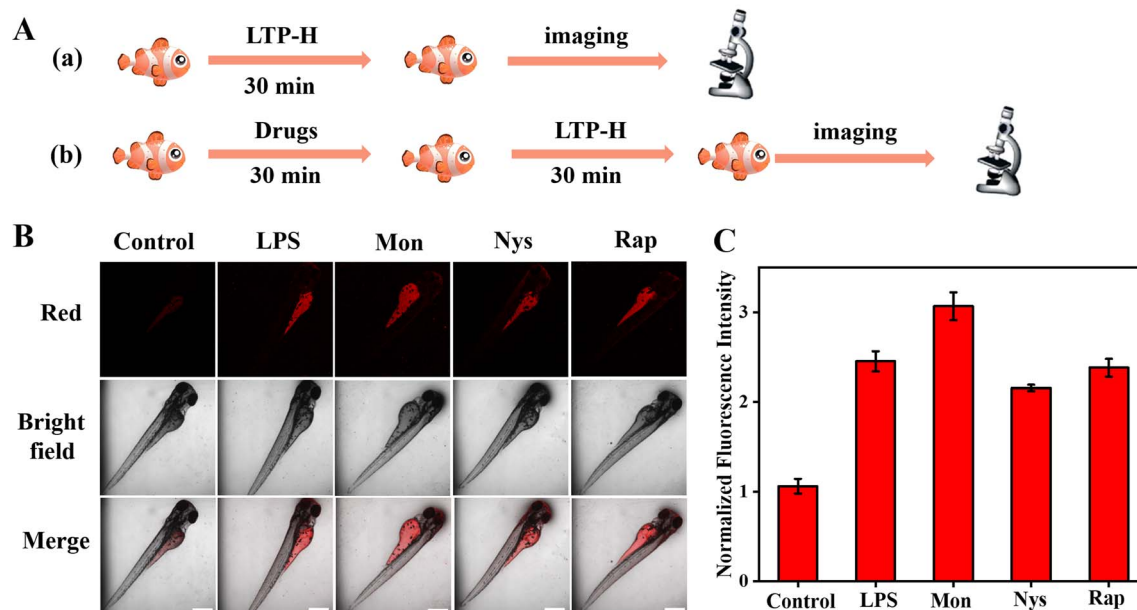 A
(a)
LTP-H
30 min
imaging
(b)
Drugs
30 min
LTP-H
30 min
imaging
B
Control LPS Mon Nys Rap
Red
Bright
field
Merge
C
Normalized Fluorescence Intensity
3
2
1
0
Control LPS Mon Nys Rap